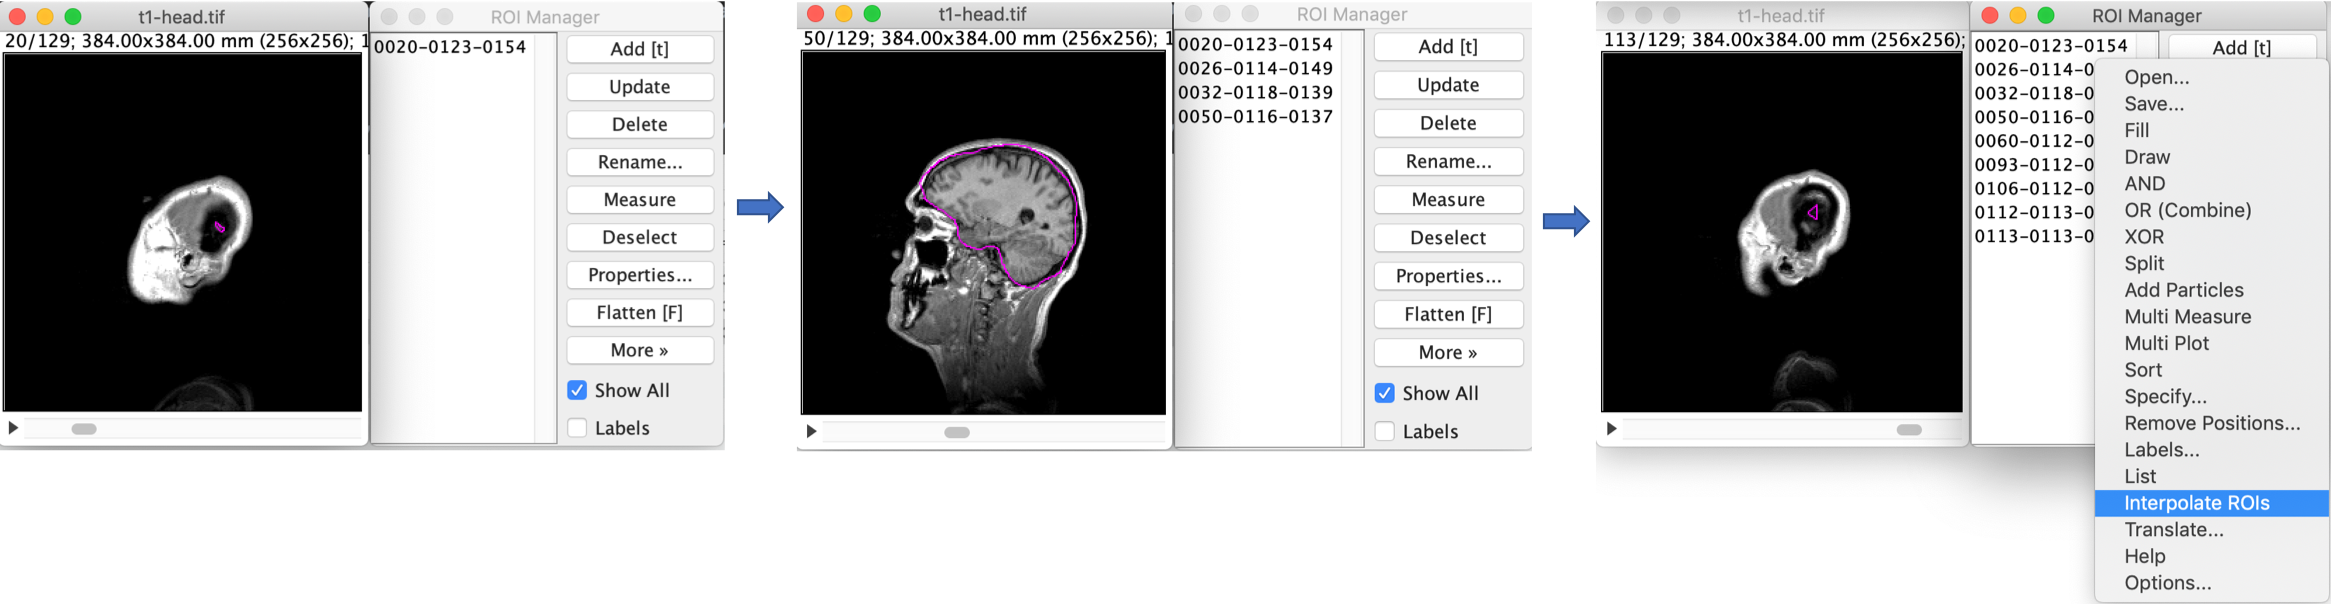 t1-head.tif
20/129; 384.00x384.00 mm (256x256); 1
ROI Manager
0020-0123-0154
Add [t]
Update
Delete
Rename...
Measure
Deselect
Properties...
Flatten [F]
More »
Show All
Labels
t1-head.tif
50/129; 384.00x384.00 mm (256x256); 1
ROI Manager
0020-0123-0154
0026-0114-0149
0032-0118-0139
0050-0116-0137
Add [t]
Update
Delete
Rename...
Measure
Deselect
Properties...
Flatten [F]
More »
Show All
Labels
t1-head.tif
113/129; 384.00x384.00 mm (256x256);
ROI Manager
0020-0123-0154
0026-0114-0
0032-0118-0
0050-0116-0
0060-0112-0
0093-0112-0
0106-0112-0
0112-0113-0
0113-0113-0
Add [t]
Open...
Save...
Fill
Draw
AND
OR (Combine)
XOR
Split
Add Particles
Multi Measure
Multi Plot
Sort
Specify...
Remove Positions...
Labels...
List
Interpolate ROIs
Translate...
Help
Options...